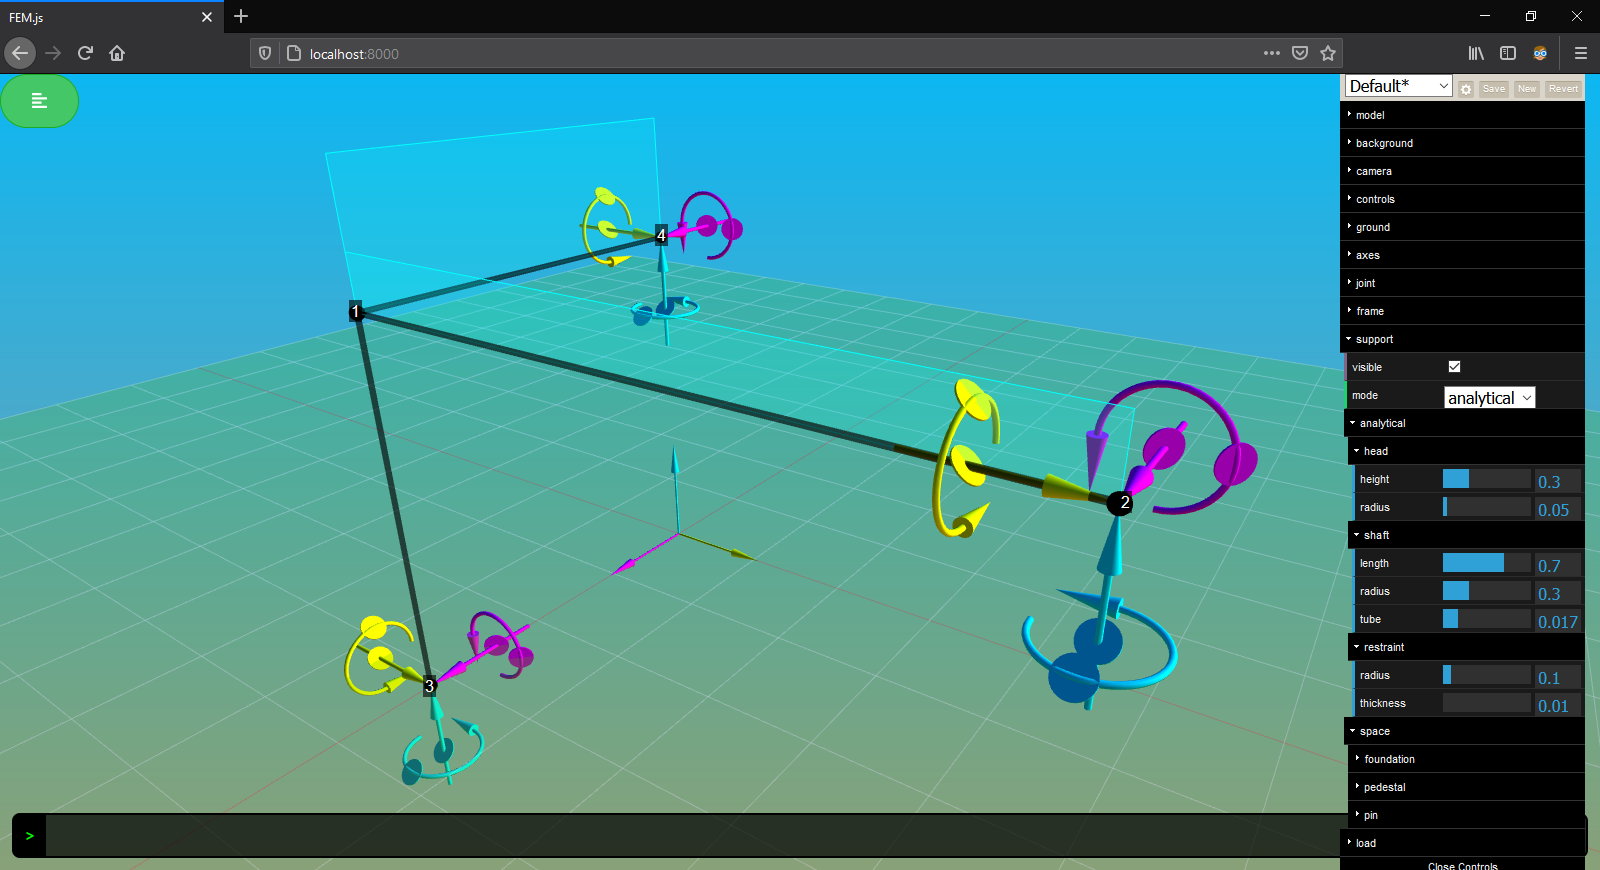 FEM.js
localhost:8000
Default*
Save New Revert
model
background
camera
controls
ground
axes
joint
frame
support
visible
mode analytical
analytical
head
height 0.3
radius 0.05
shaft
length 0.7
radius 0.3
tube 0.017
restraint
radius 0.1
thickness 0.01
space
foundation
pedestal
pin
load
Close Controls
4
1
2
3
>